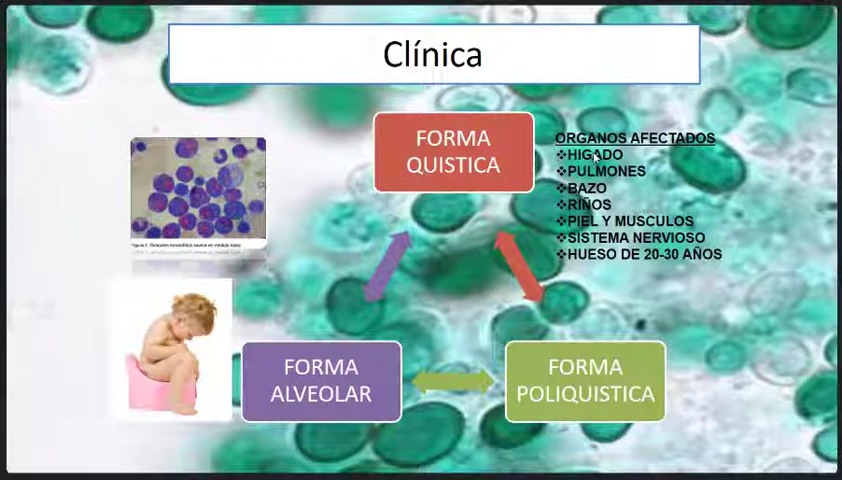 Clínica
FORMA
QUISTICA
ORGANOS AFECTADOS
❖HIGADO
❖PULMONES
❖BAZO
❖RIÑOS
❖PIEL Y MUSCULOS
❖SISTEMA NERVIOSO
❖HUESO DE 20-30 AÑOS
FORMA
ALVEOLAR
FORMA
POLIQUISTICA